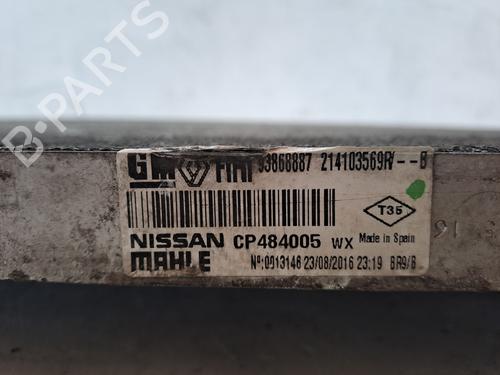 GM FIAT 93868887 214103569R/--B
T35
NISSAN CP484005 WX Made in Spain
MAHLE Nº:0913146 23/08/2016 23:19 BR9/B
91
B-PARTS